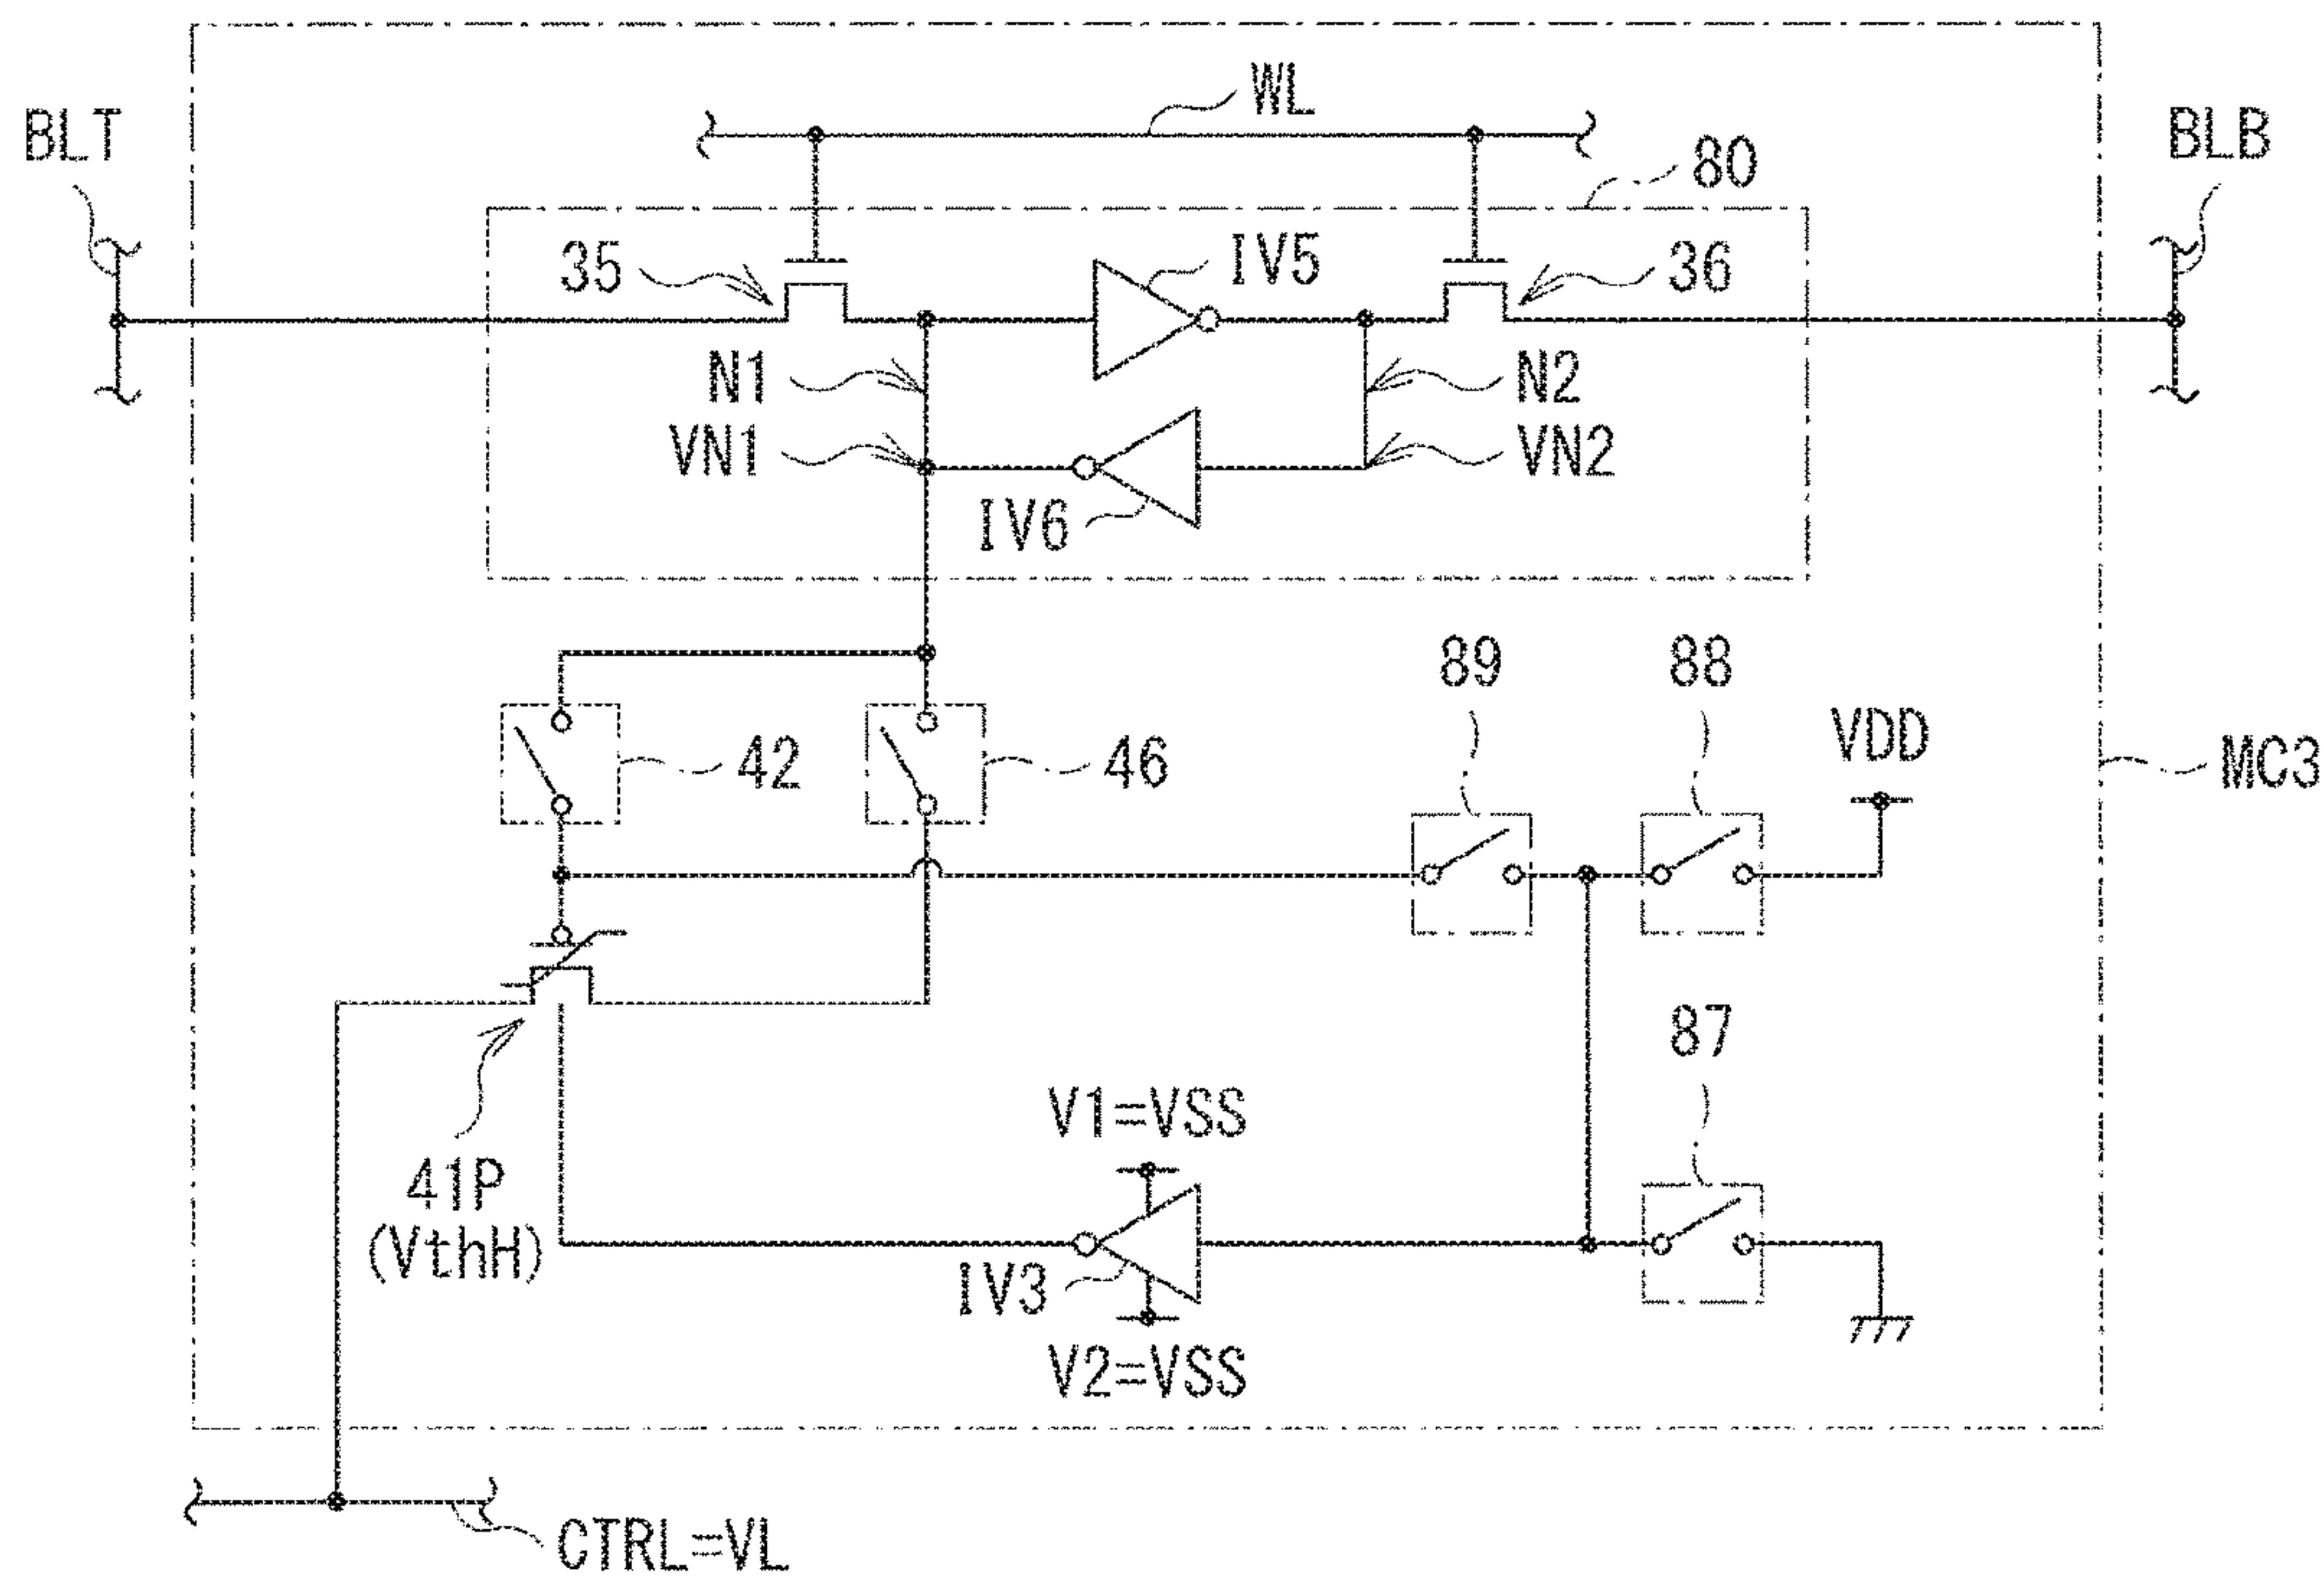 WL
BLT
BLB
80
35
IV5
36
N1
N2
VN1
VN2
IV6
89
88
42
46
VDD
MC3
87
V1=VSS
41P
(VthH)
IV3
V2=VSS
CTRL=VL